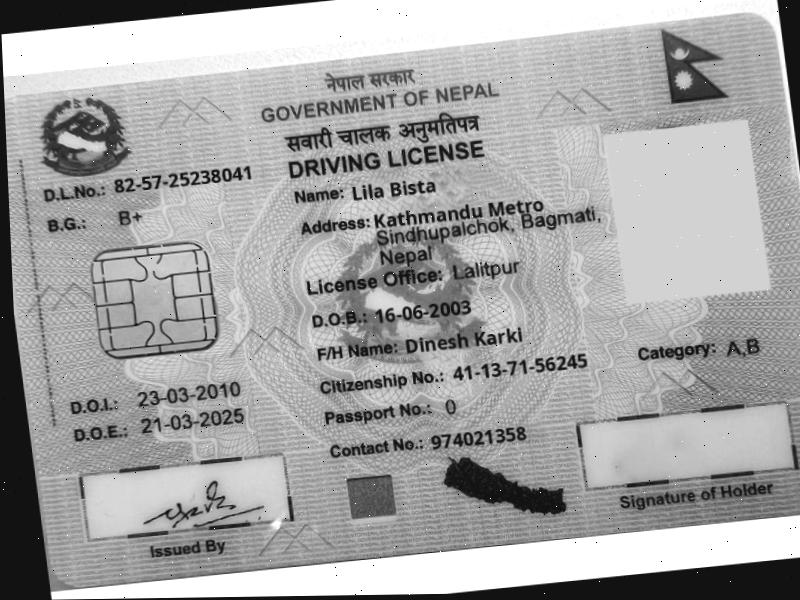 नेपाल सरकार
GOVERNMENT OF NEPAL
सवारी चालक अनुमतिपत्र
DRIVING LICENSE
D.L.No.: 82-57-25238041
B.G.: B+
Name: Lila Bista
Address: Kathmandu Metro
Sindhupalchok, Bagmati,
Nepal
License Office: Lalitpur
D.O.B.: 16-06-2003
F/H Name: Dinesh Karki
Citizenship No.: 41-13-71-56245
Category: A,B
Passport No.: 0
D.O.I.: 23-03-2010
D.O.E.: 21-03-2025
Contact No.: 974021358
Issued By
Signature of Holder